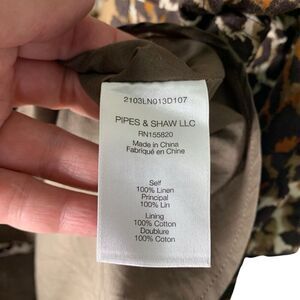 2103LN013D107
PIPES & SHAW LLC
RN155820
Made in China
Fabriqué en Chine
Self
100% Linen
Principal
100% Lin
Lining
100% Cotton
Doublure
100% Coton